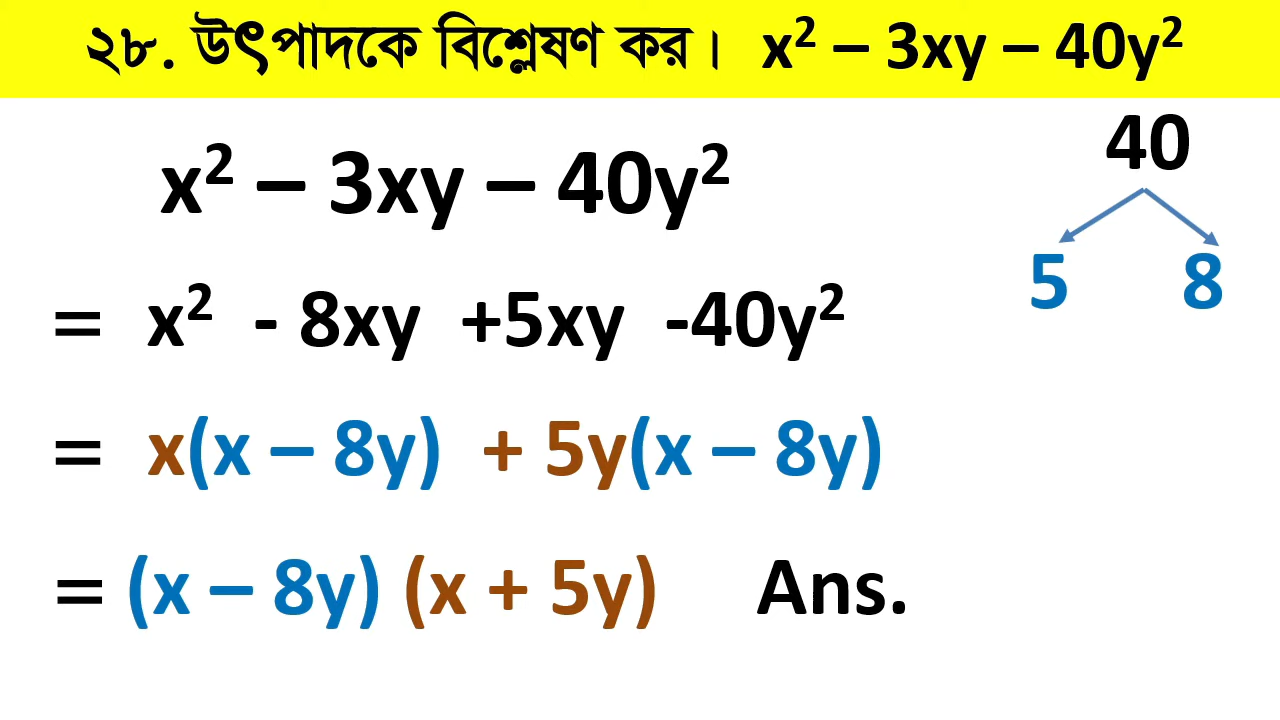 ২৮. উৎপাদকে বিশ্লেষণ কর। x² – 3xy – 40y²
40
x² – 3xy – 40y²
5 8
= x² - 8xy +5xy -40y²
= x(x – 8y) + 5y(x – 8y)
= (x – 8y) (x + 5y) Ans.